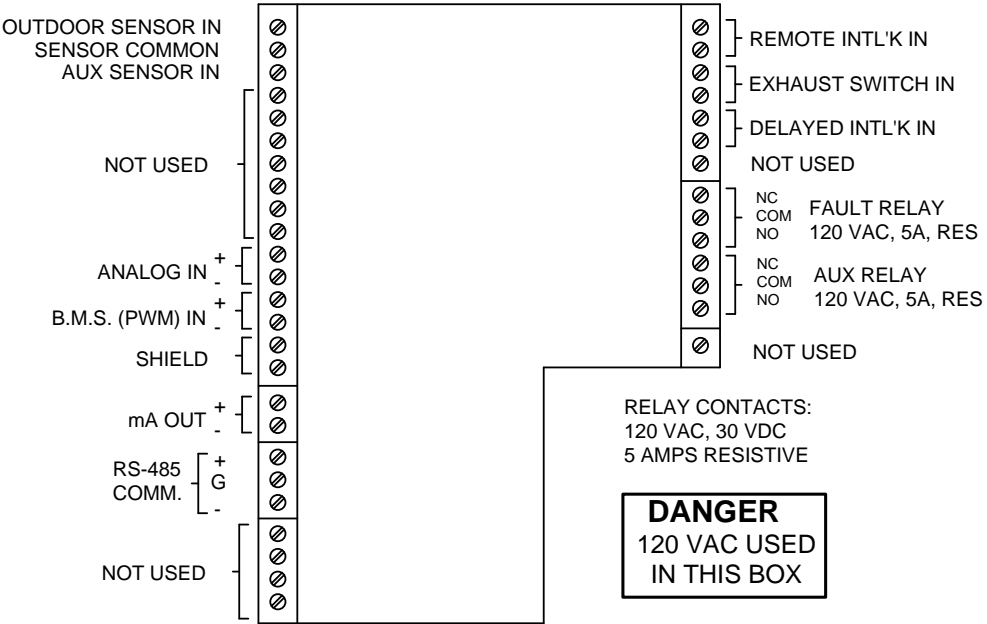 OUTDOOR SENSOR IN
SENSOR COMMON
AUX SENSOR IN
NOT USED
ANALOG IN
+
-
B.M.S. (PWM) IN
+
-
SHIELD
mA OUT
+
-
RS-485
COMM.
+
G
-
NOT USED
REMOTE INTL'K IN
EXHAUST SWITCH IN
DELAYED INTL'K IN
NOT USED
NC
COM
NO
FAULT RELAY
120 VAC, 5A, RES
NC
COM
NO
AUX RELAY
120 VAC, 5A, RES
NOT USED
RELAY CONTACTS:
120 VAC, 30 VDC
5 AMPS RESISTIVE
DANGER
120 VAC USED
IN THIS BOX